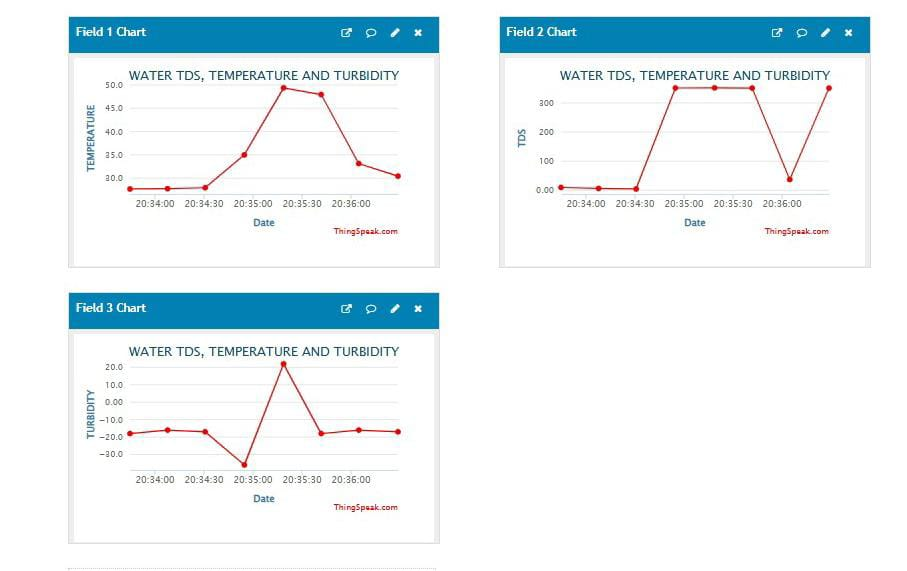 Field 1 Chart
WATER TDS, TEMPERATURE AND TURBIDITY
TEMPERATURE
50.0
45.0
40.0
35.0
30.0
20:34:00 20:34:30 20:35:00 20:35:30 20:36:00
Date
ThingSpeak.com
Field 2 Chart
WATER TDS, TEMPERATURE AND TURBIDITY
TDS
300
200
100
0.00
20:34:00 20:34:30 20:35:00 20:35:30 20:36:00
Date
ThingSpeak.com
Field 3 Chart
WATER TDS, TEMPERATURE AND TURBIDITY
TURBIDITY
20.0
10.0
0.00
−10.0
−20.0
−30.0
20:34:00 20:34:30 20:35:00 20:35:30 20:36:00
Date
ThingSpeak.com